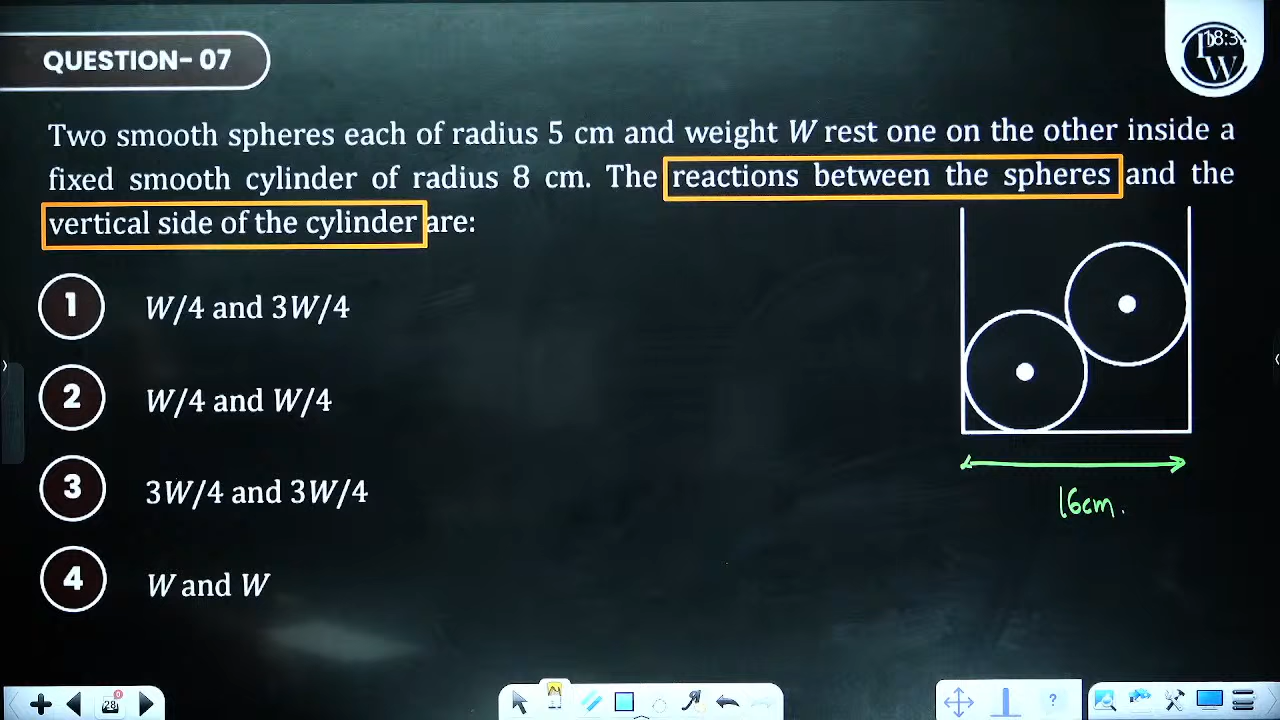 QUESTION- 07
Two smooth spheres each of radius 5 cm and weight W rest one on the other inside a
fixed smooth cylinder of radius 8 cm. The reactions between the spheres and the
vertical side of the cylinder are:
1 W/4 and 3W/4
2 W/4 and W/4
3 3W/4 and 3W/4
4 W and W
16cm.
P
W
0
28
?